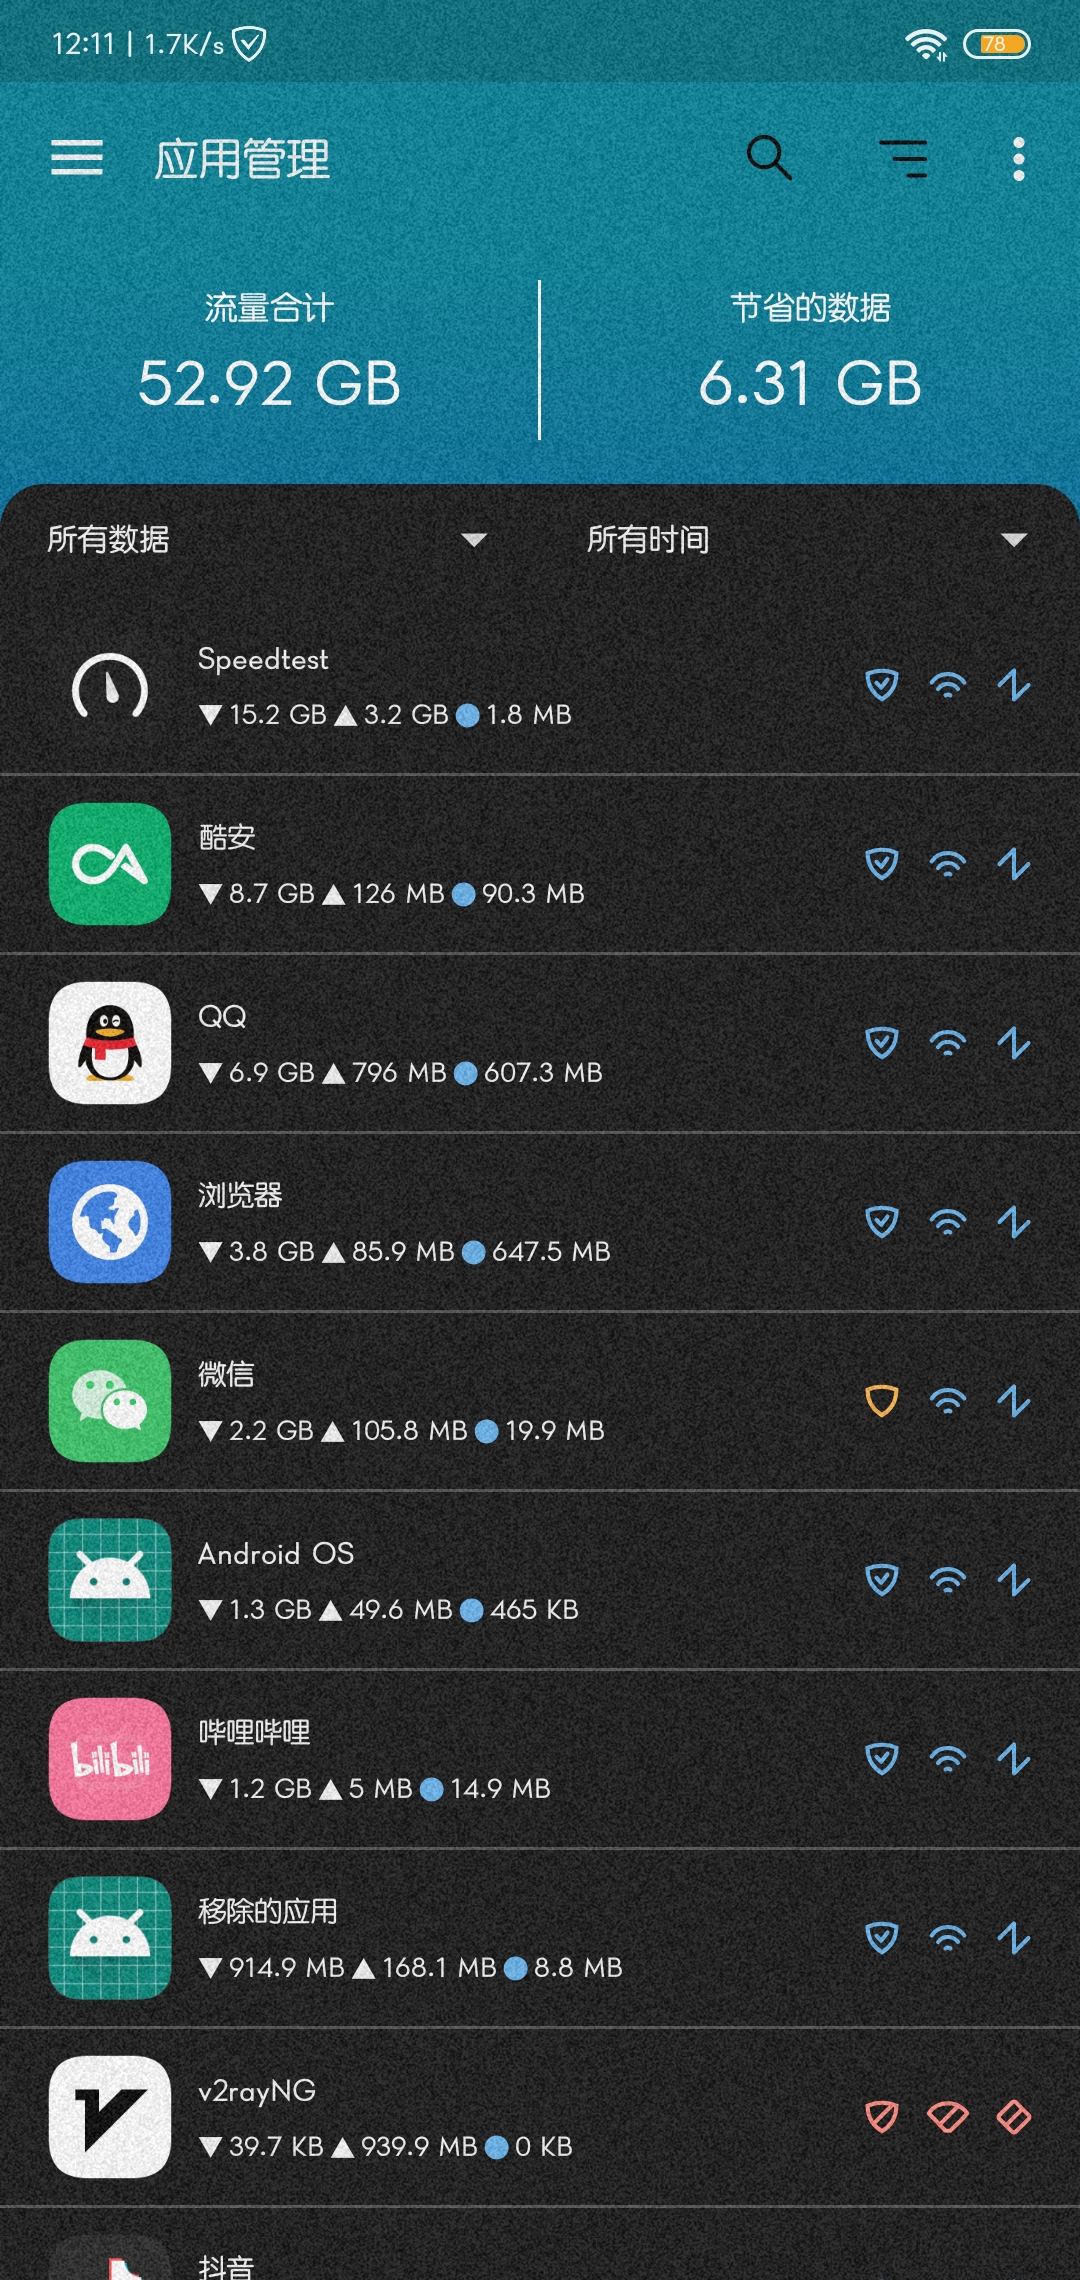 12:11 | 1.7K/s
78
应用管理
流量合计
52.92 GB
节省的数据
6.31 GB
所有数据
所有时间
Speedtest
▼15.2 GB▲3.2 GB●1.8 MB
酷安
▼8.7 GB▲126 MB●90.3 MB
QQ
▼6.9 GB▲796 MB●607.3 MB
浏览器
▼3.8 GB▲85.9 MB●647.5 MB
微信
▼2.2 GB▲105.8 MB●19.9 MB
Android OS
▼1.3 GB▲49.6 MB●465 KB
bilibili
哔哩哔哩
▼1.2 GB▲5 MB●14.9 MB
移除的应用
▼914.9 MB▲168.1 MB●8.8 MB
v2rayNG
▼39.7 KB▲939.9 MB●0 KB
抖音